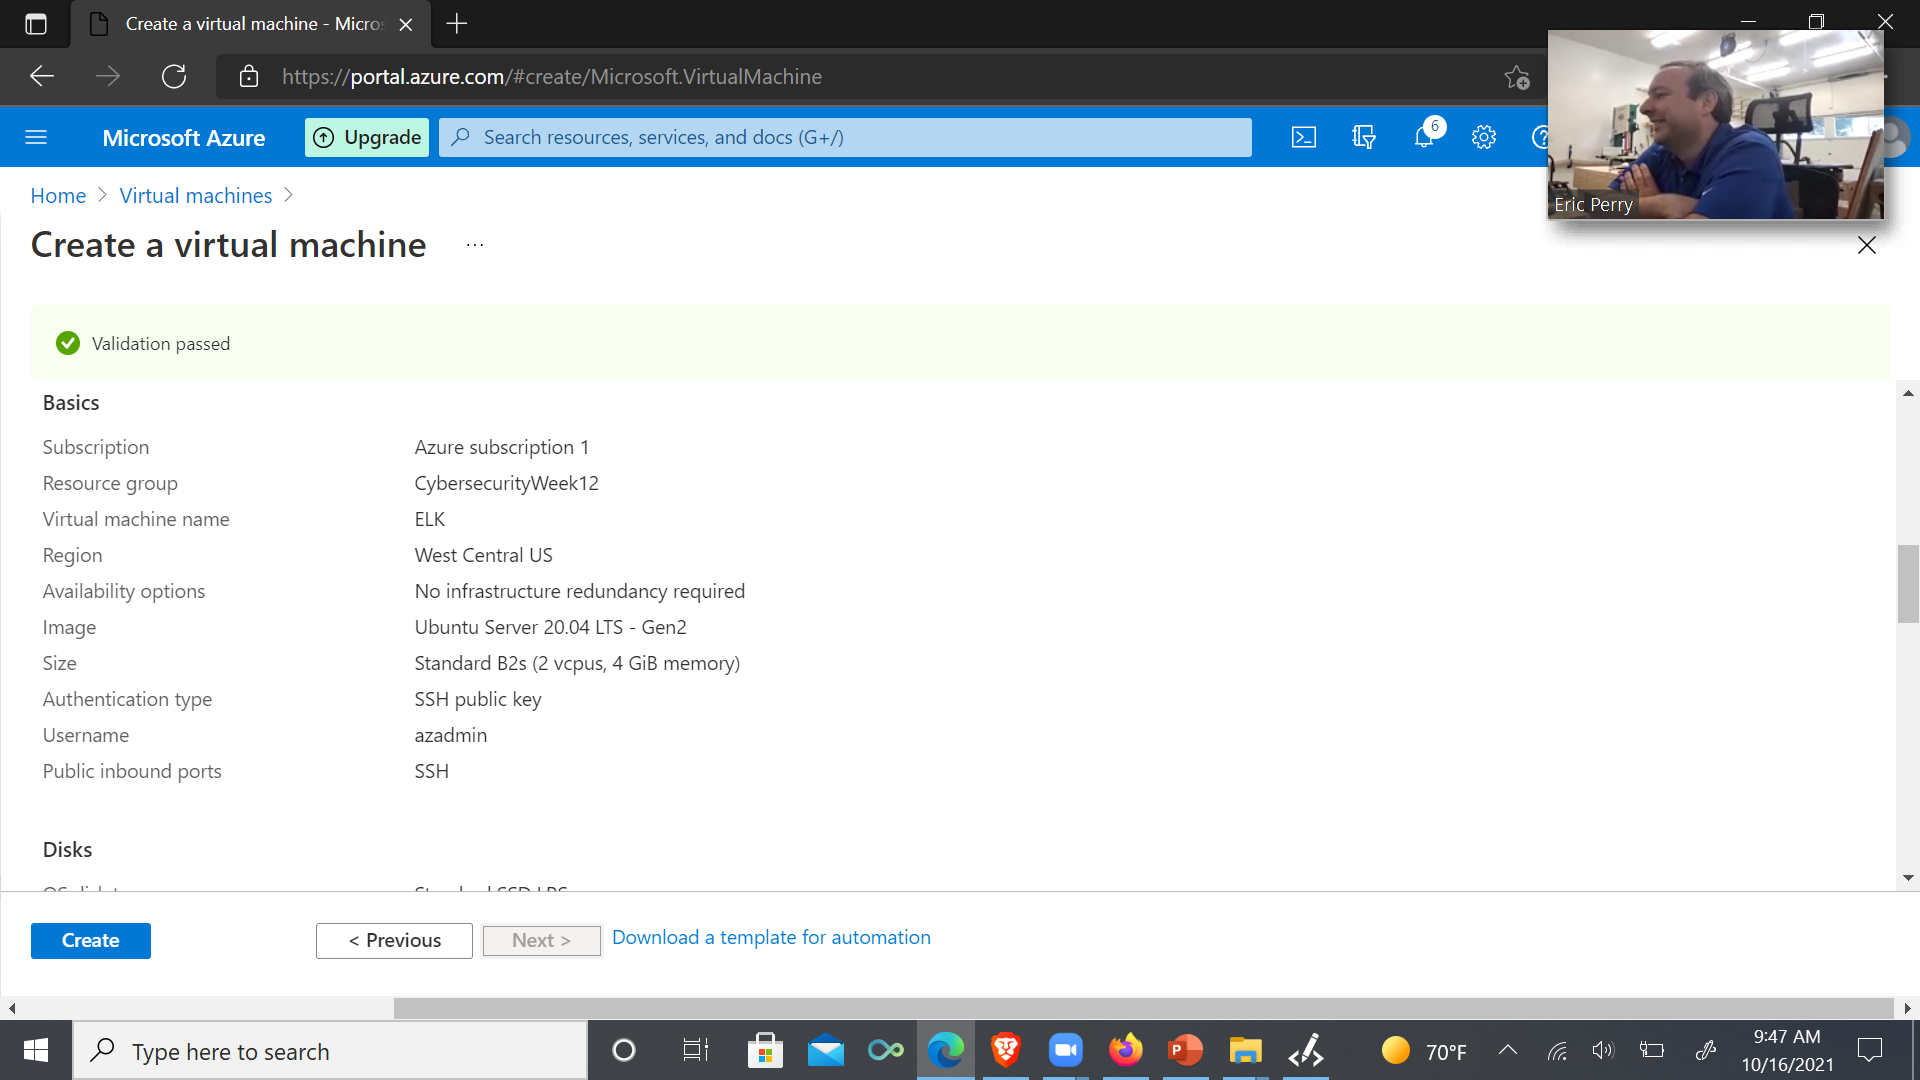 Create a virtual machine - Micros
https://portal.azure.com/#create/Microsoft.VirtualMachine
Microsoft Azure
Upgrade
Search resources, services, and docs (G+/)
6
Eric Perry
Home > Virtual machines >
Create a virtual machine ...
Validation passed
Basics
Subscription Azure subscription 1
Resource group CybersecurityWeek12
Virtual machine name ELK
Region West Central US
Availability options No infrastructure redundancy required
Image Ubuntu Server 20.04 LTS - Gen2
Size Standard B2s (2 vcpus, 4 GiB memory)
Authentication type SSH public key
Username azadmin
Public inbound ports SSH
Disks
Create
< Previous
Next >
Download a template for automation
Type here to search
P
70°F
9:47 AM
10/16/2021